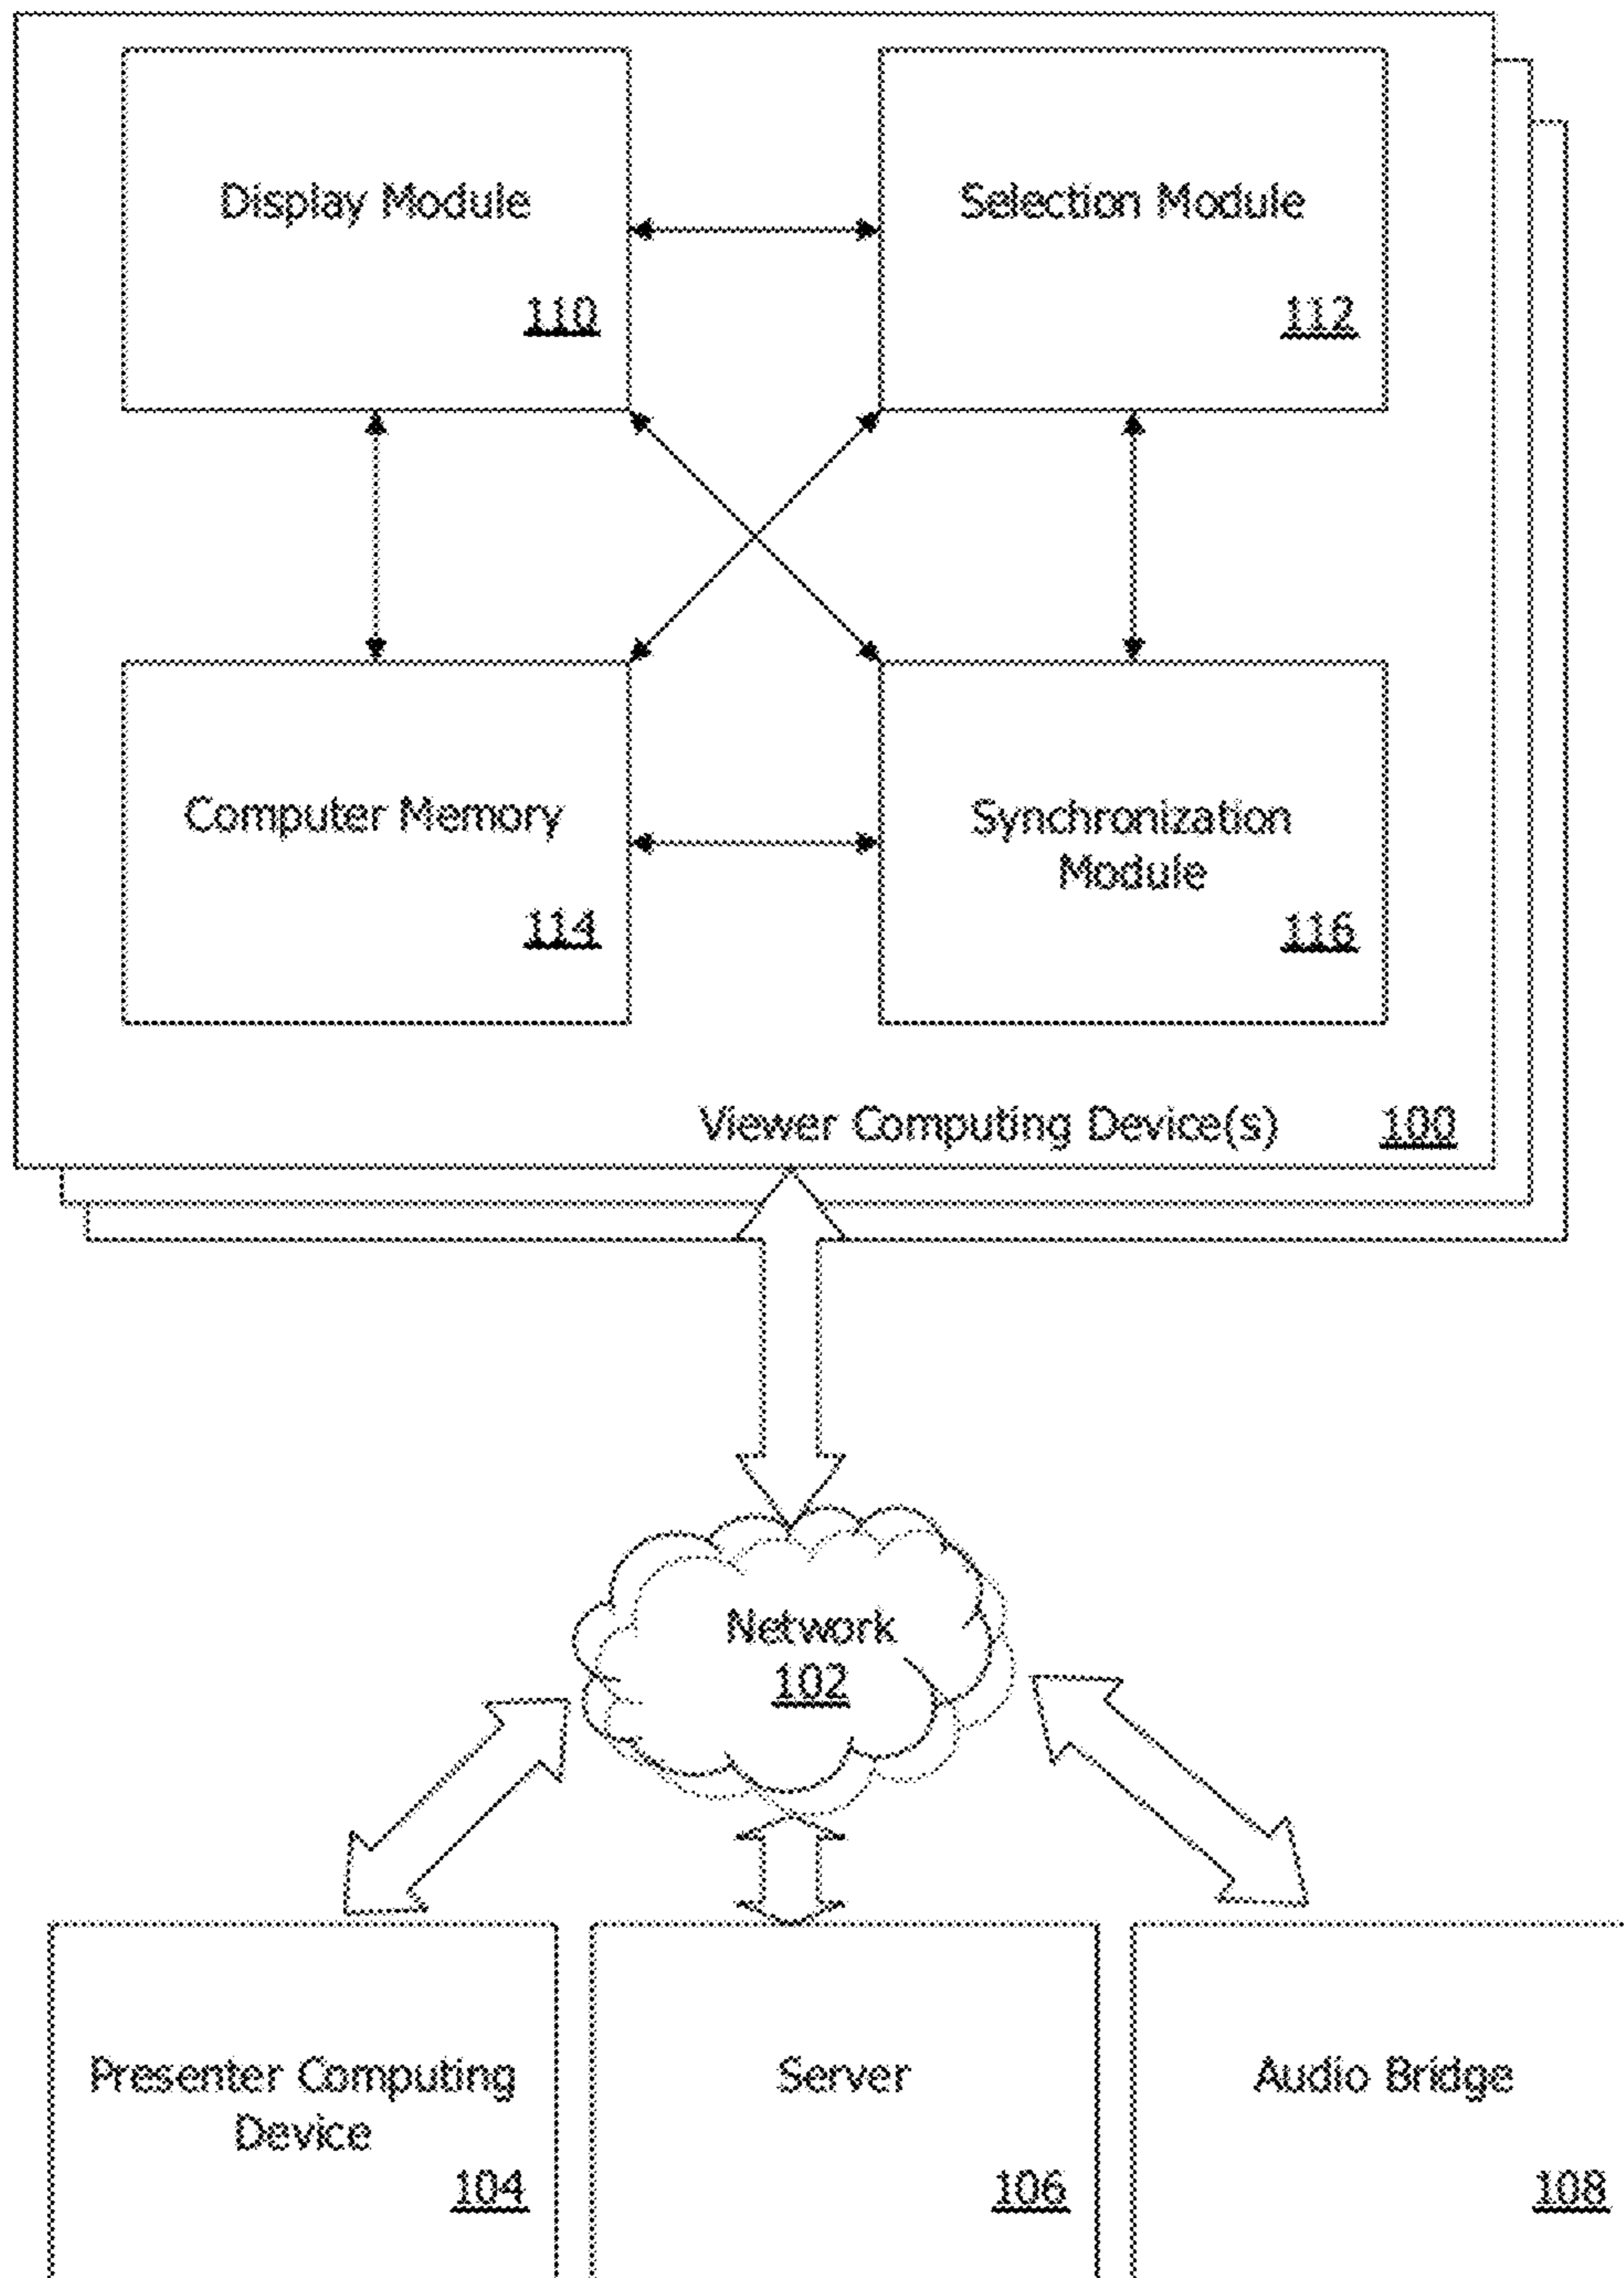 Display Module
110
Selection Module
112
Computer Memory
114
Synchronization
Module
116
Viewer Computing Device(s) 100
Network
102
Presenter Computing
Device
104
Server
106
Audio Bridge
108